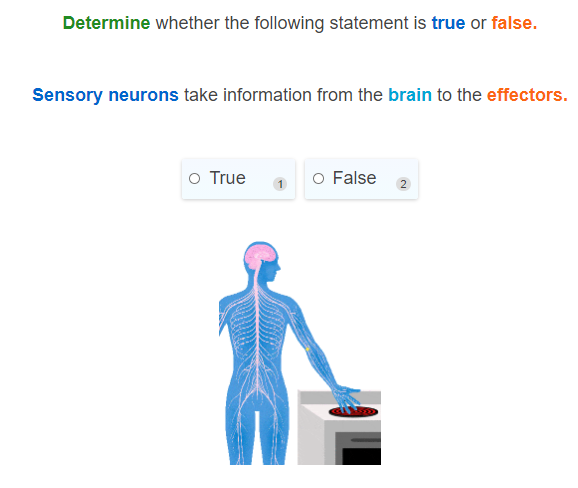 Determine whether the following statement is true or false.
Sensory neurons take information from the brain to the effectors.
True 1 False 2